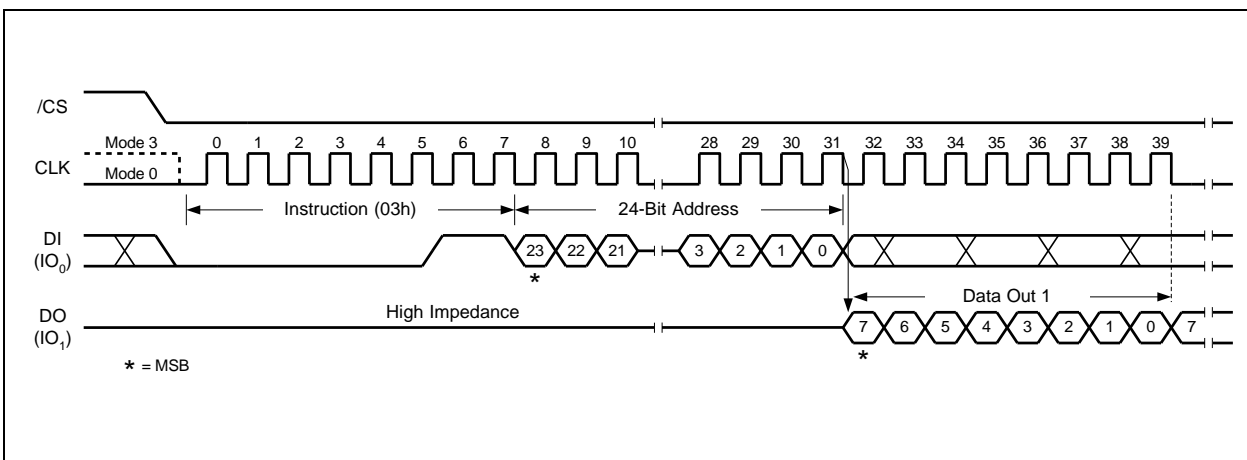 /CS
Mode 3 0 1 2 3 4 5 6 7 8 9 10 28 29 30 31 32 33 34 35 36 37 38 39
CLK
Mode 0
Instruction (03h) 24-Bit Address
DI
(IO0)
23 22 21 3 2 1 0
*
High Impedance Data Out 1
DO
(IO1)
7 6 5 4 3 2 1 0 7
*
* = MSB